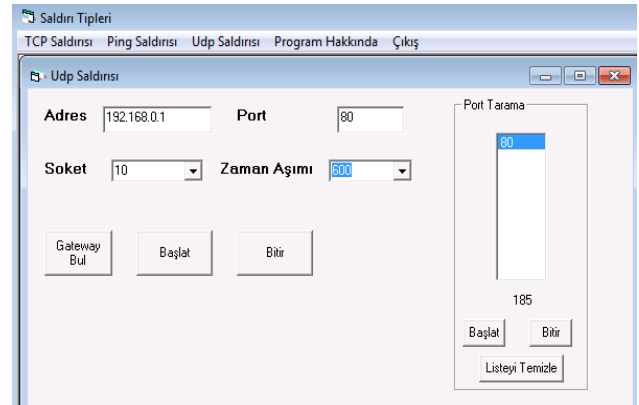 Saldırı Tipleri
TCP Saldırısı Ping Saldırısı Udp Saldırısı Program Hakkında Çıkış
Udp Saldırısı
Adres 192.168.0.1 Port 80
Soket 10 Zaman Aşımı 600
Gateway
Bul
Başlat Bitir
Port Tarama
80
185
Başlat Bitir
Listeyi Temizle